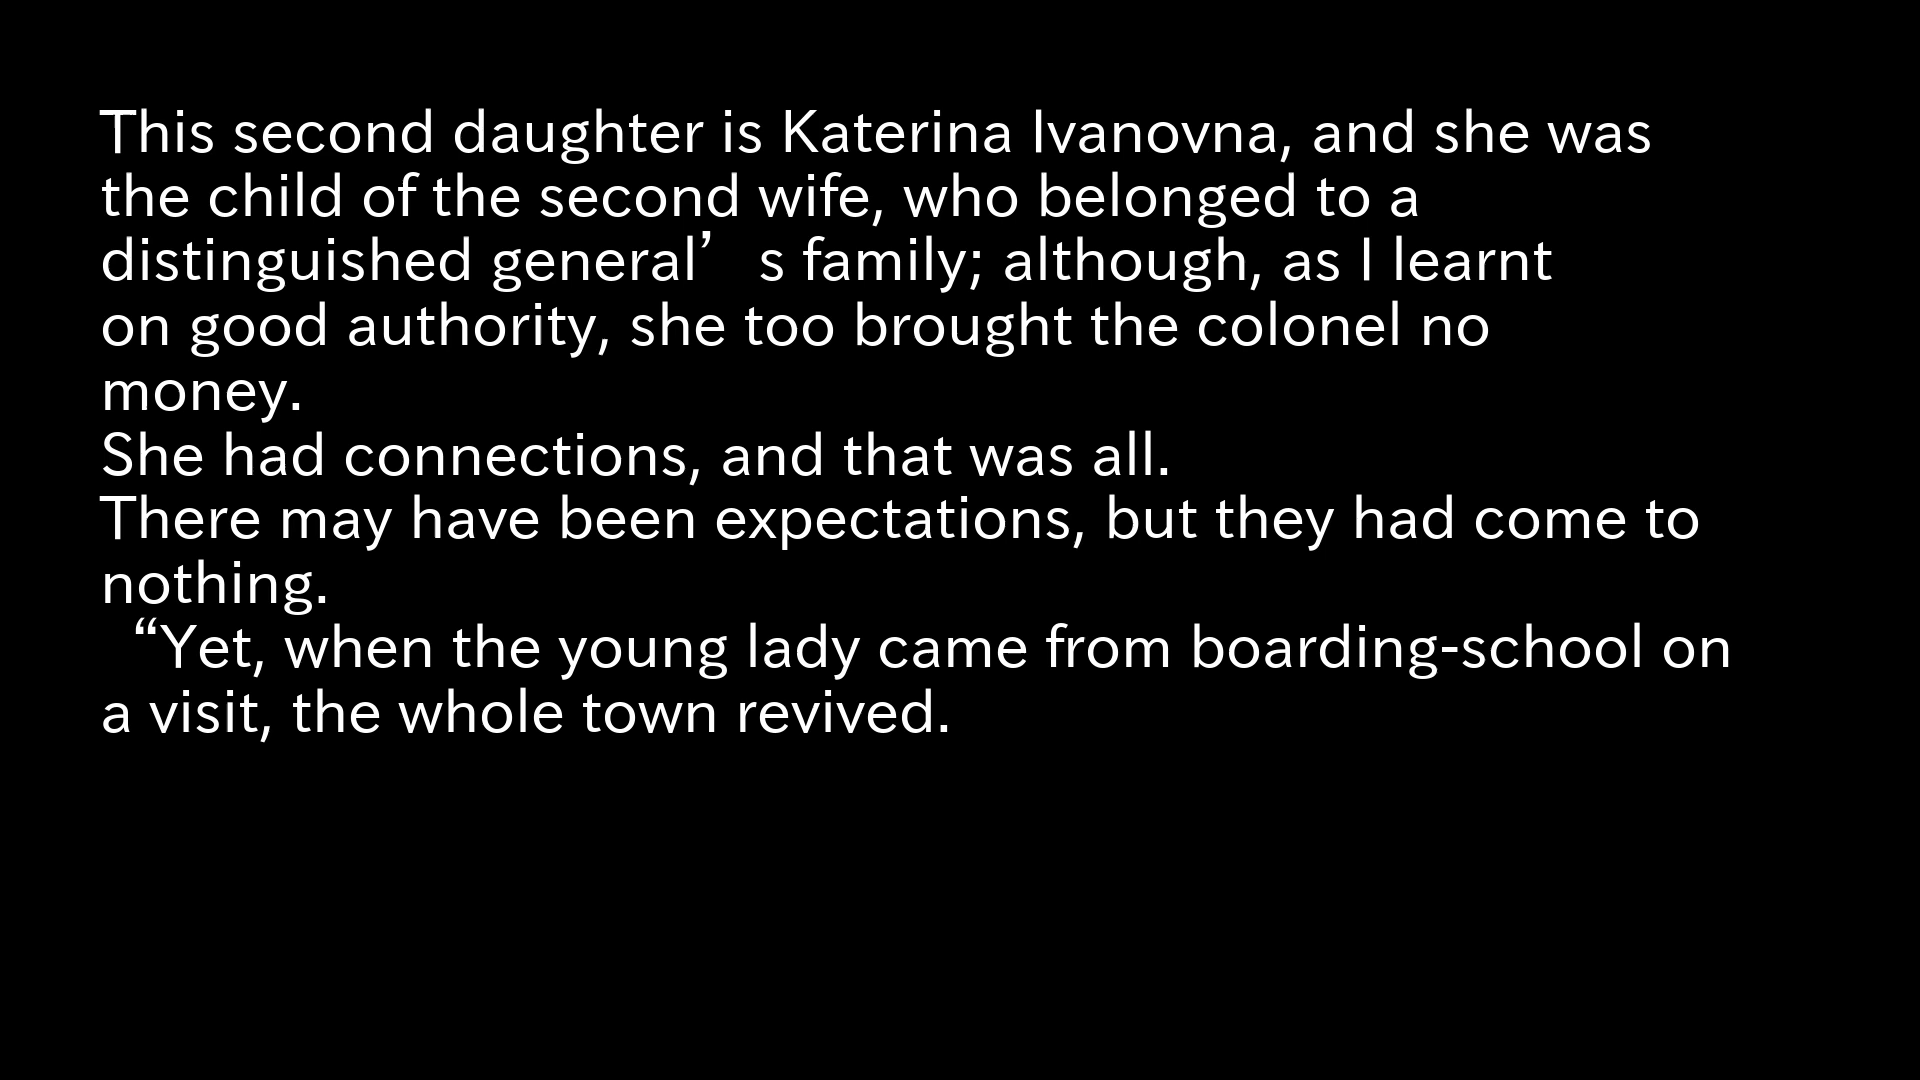 This second daughter is Katerina Ivanovna, and she was
the child of the second wife, who belonged to a
distinguished general’s family; although, as I learnt
on good authority, she too brought the colonel no
money.
She had connections, and that was all.
There may have been expectations, but they had come to
nothing.
“Yet, when the young lady came from boarding-school on
a visit, the whole town revived.